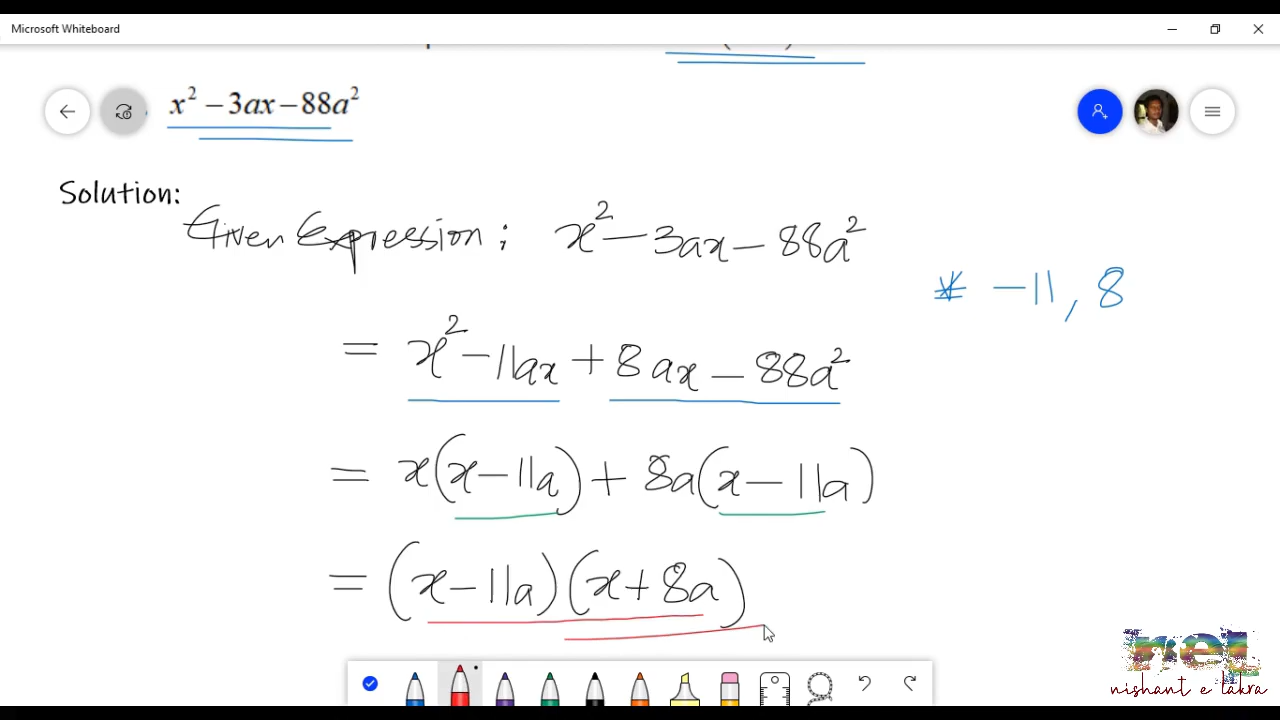 Microsoft Whiteboard
x² − 3ax − 88a²
Solution:
Given Expression : x² − 3ax − 88a²
* −11, 8
= x² − 11ax + 8ax − 88a²
= x(x − 11a) + 8a(x − 11a)
= (x − 11a)(x + 8a)
nel
nishant e lakra